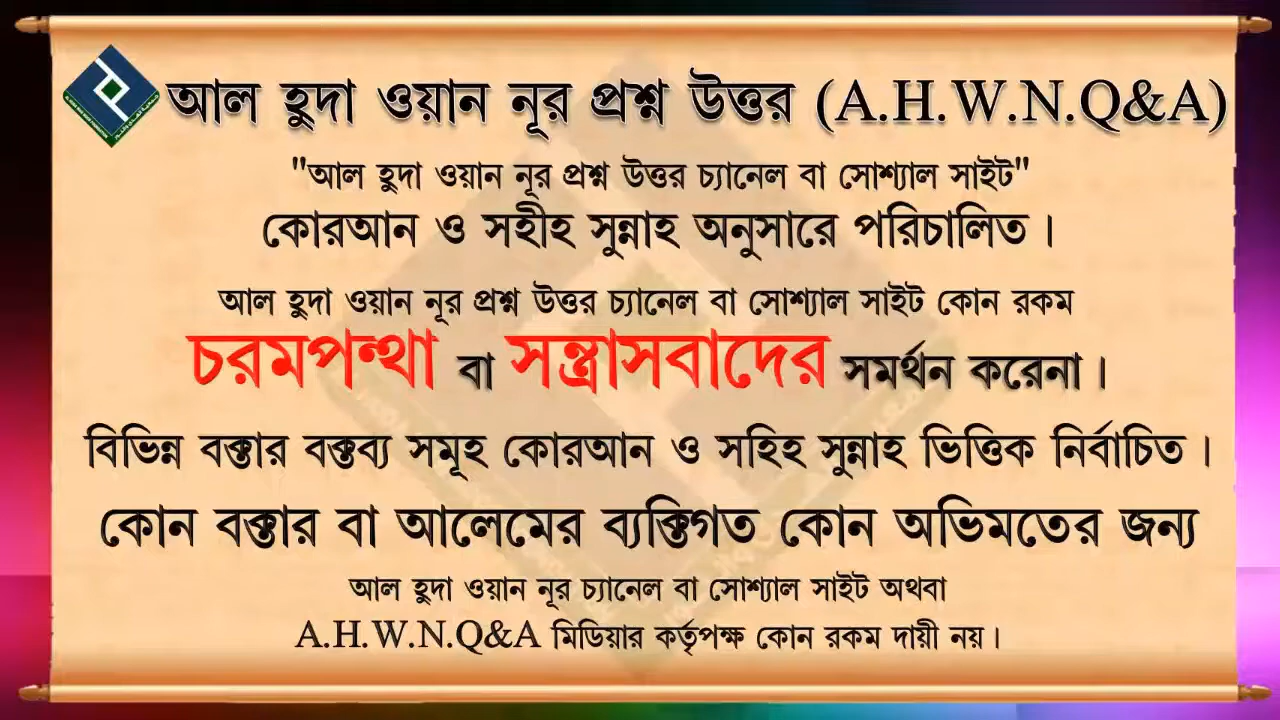 আল হুদা ওয়ান নূর প্রশ্ন উত্তর (A.H.W.N.Q&A)
"আল হুদা ওয়ান নূর প্রশ্ন উত্তর চ্যানেল বা সোশ্যাল সাইট"
কোরআন ও সহীহ সুন্নাহ অনুসারে পরিচালিত।
আল হুদা ওয়ান নূর প্রশ্ন উত্তর চ্যানেল বা সোশ্যাল সাইট কোন রকম
চরমপন্থা বা সন্ত্রাসবাদের সমর্থন করেনা।
বিভিন্ন বক্তার বক্তব্য সমূহ কোরআন ও সহিহ সুন্নাহ ভিত্তিক নির্বাচিত।
কোন বক্তার বা আলেমের ব্যক্তিগত কোন অভিমতের জন্য
আল হুদা ওয়ান নূর চ্যানেল বা সোশ্যাল সাইট অথবা
A.H.W.N.Q&A মিডিয়ার কর্তৃপক্ষ কোন রকম দায়ী নয়।